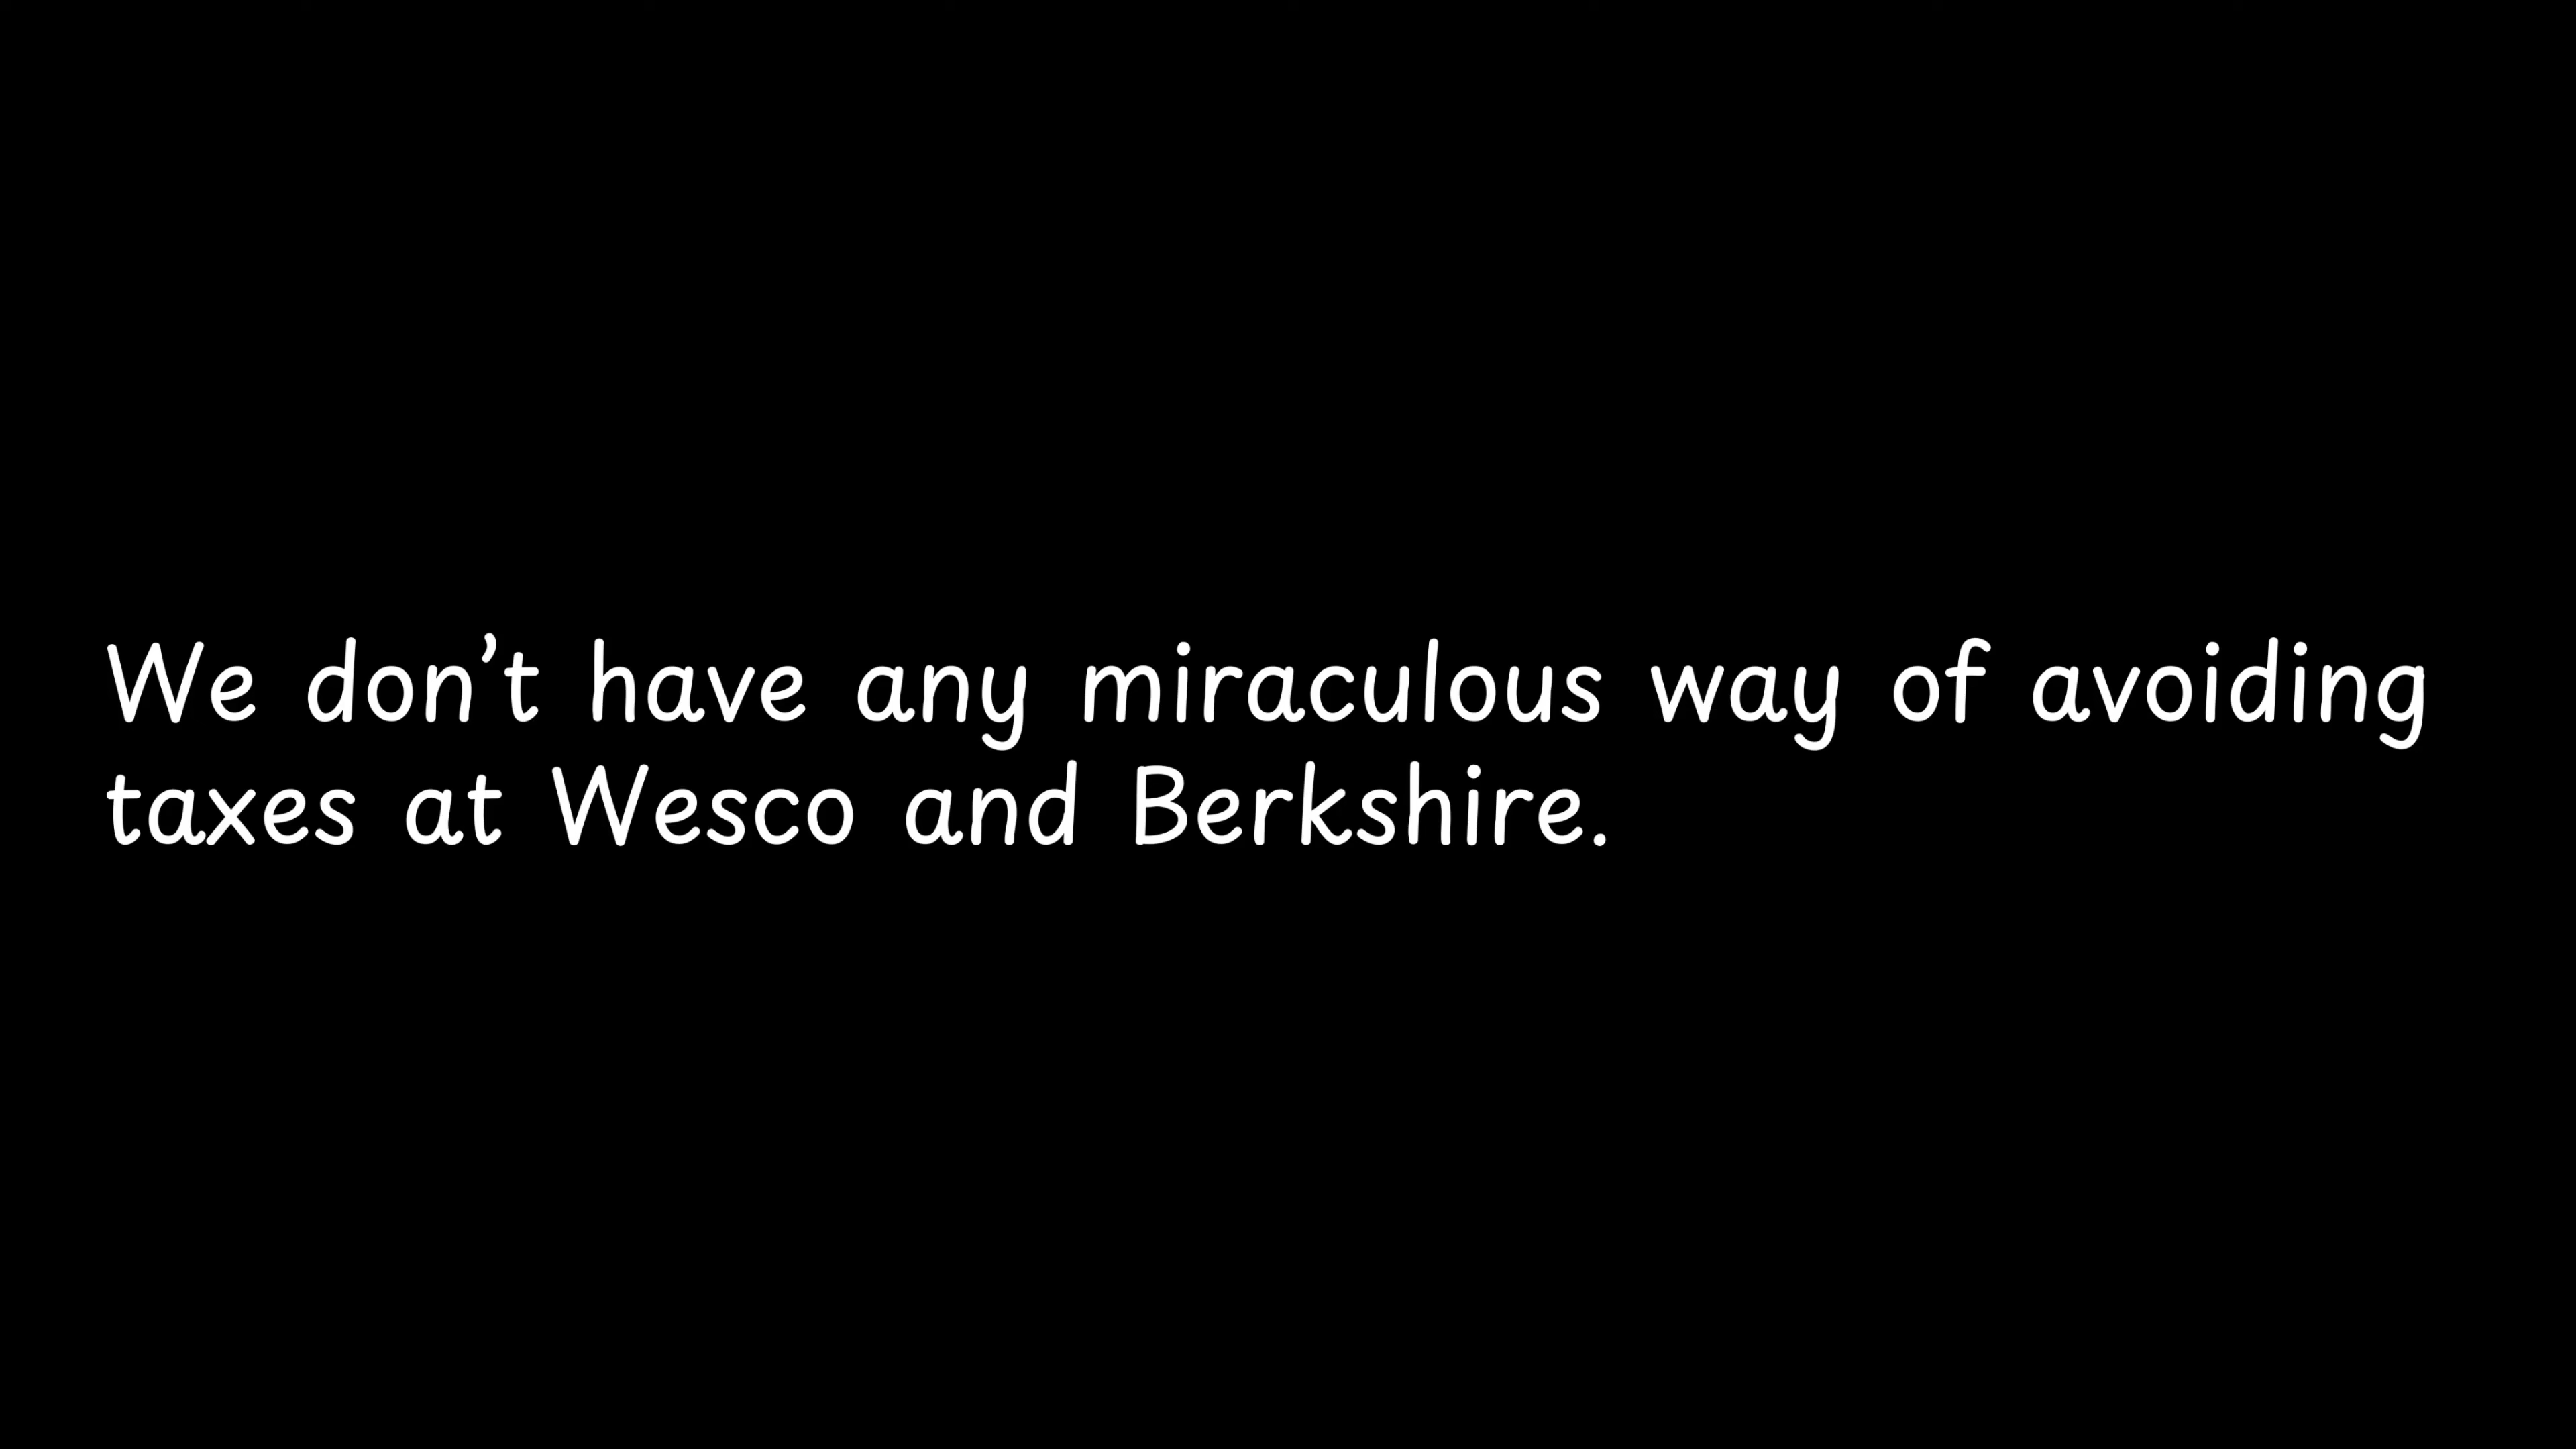 We don’t have any miraculous way of avoiding
taxes at Wesco and Berkshire.